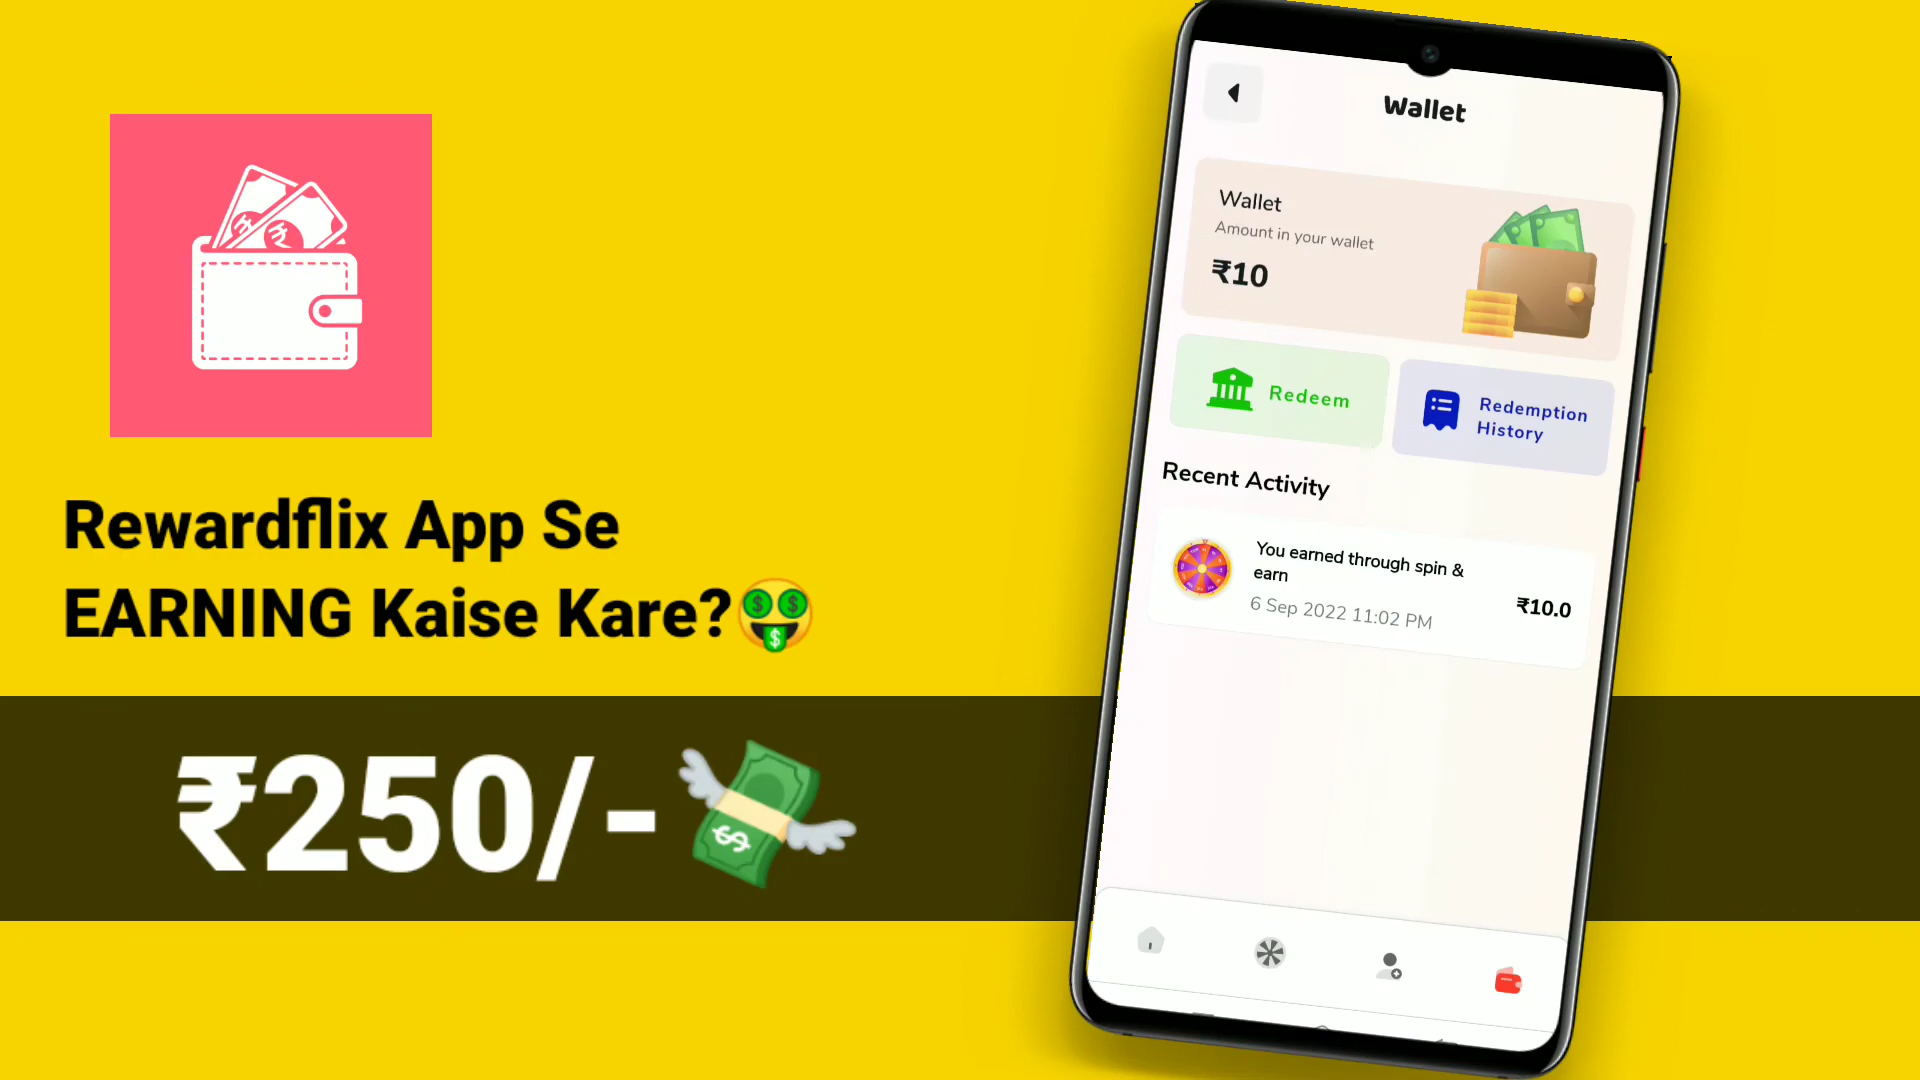 Rewardflix App Se
EARNING Kaise Kare?🤑
₹250/-💸
Wallet
Wallet
Amount in your wallet
₹10
Redeem
Redemption
History
Recent Activity
You earned through spin &
earn
6 Sep 2022 11:02 PM
₹10.0